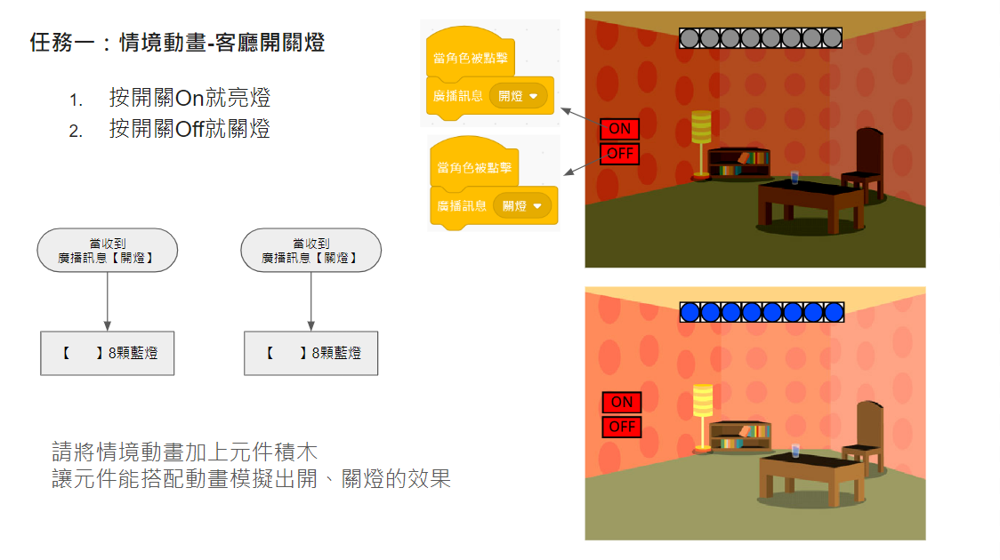 任務一：情境動畫-客廳開關燈
1. 按開關On就亮燈
2. 按開關Off就關燈
當角色被點擊
廣播訊息 開燈
當角色被點擊
廣播訊息 關燈
ON
OFF
當收到
廣播訊息【開燈】
【　　】8顆藍燈
當收到
廣播訊息【關燈】
【　　】8顆藍燈
ON
OFF
請將情境動畫加上元件積木
讓元件能搭配動畫模擬出開、關燈的效果